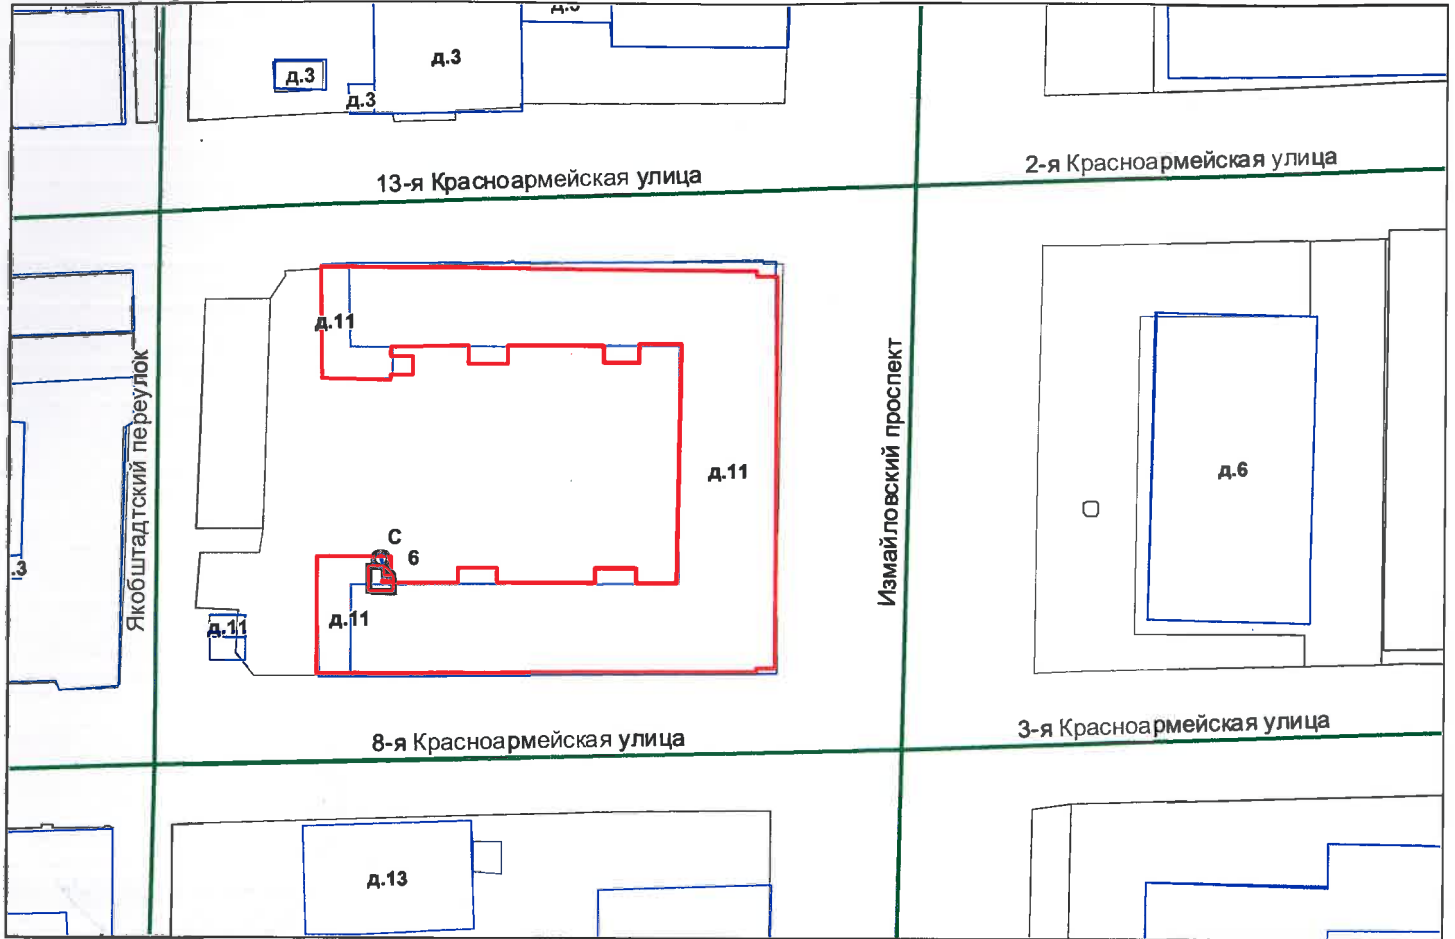 д.3
д.3
д.3
13-я Красноармейская улица
2-я Красноармейская улица
д.11
Якобштадтский переулок
Измайловский проспект
д.11
д.6
С
6
.3
д.11
д.11
8-я Красноармейская улица
3-я Красноармейская улица
д.13